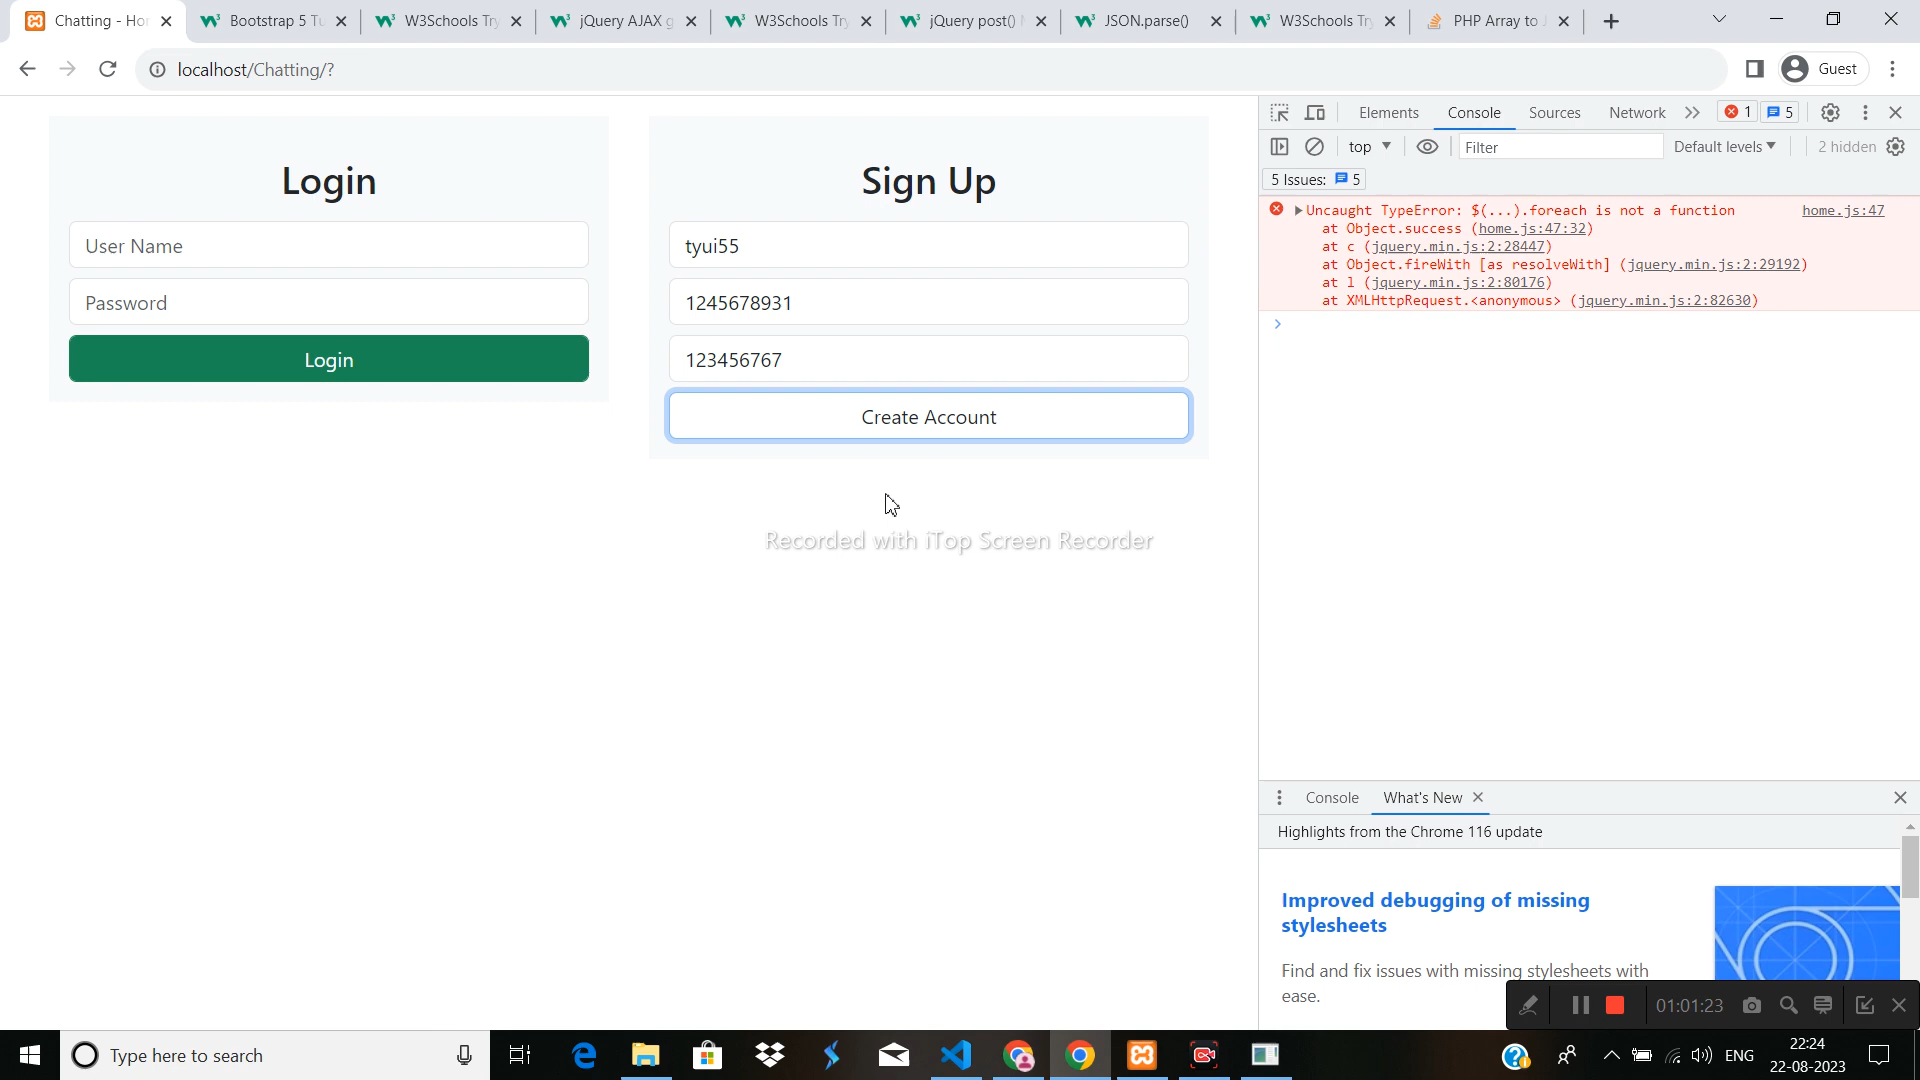 Chatting - Ho
Bootstrap 5 Tu
W3Schools Try
jQuery AJAX g
W3Schools Try
jQuery post()
JSON.parse()
W3Schools Try
PHP Array to
localhost/Chatting/?
Guest
Login
User Name
Password
Login
Sign Up
tyui55
1245678931
123456767
Create Account
Recorded with iTop Screen Recorder
Elements
Console
Sources
Network
1
5
top
Filter
Default levels
2 hidden
5 Issues:
5
Uncaught TypeError: $(...).foreach is not a function home.js:47
at Object.success (home.js:47:32)
at c (jquery.min.js:2:28447)
at Object.fireWith [as resolveWith] (jquery.min.js:2:29192)
at l (jquery.min.js:2:80176)
at XMLHttpRequest.<anonymous> (jquery.min.js:2:82630)
Console
What's New
Highlights from the Chrome 116 update
Improved debugging of missing
stylesheets
Find and fix issues with missing stylesheets with
ease.
01:01:23
Type here to search
ENG
22:24
22-08-2023